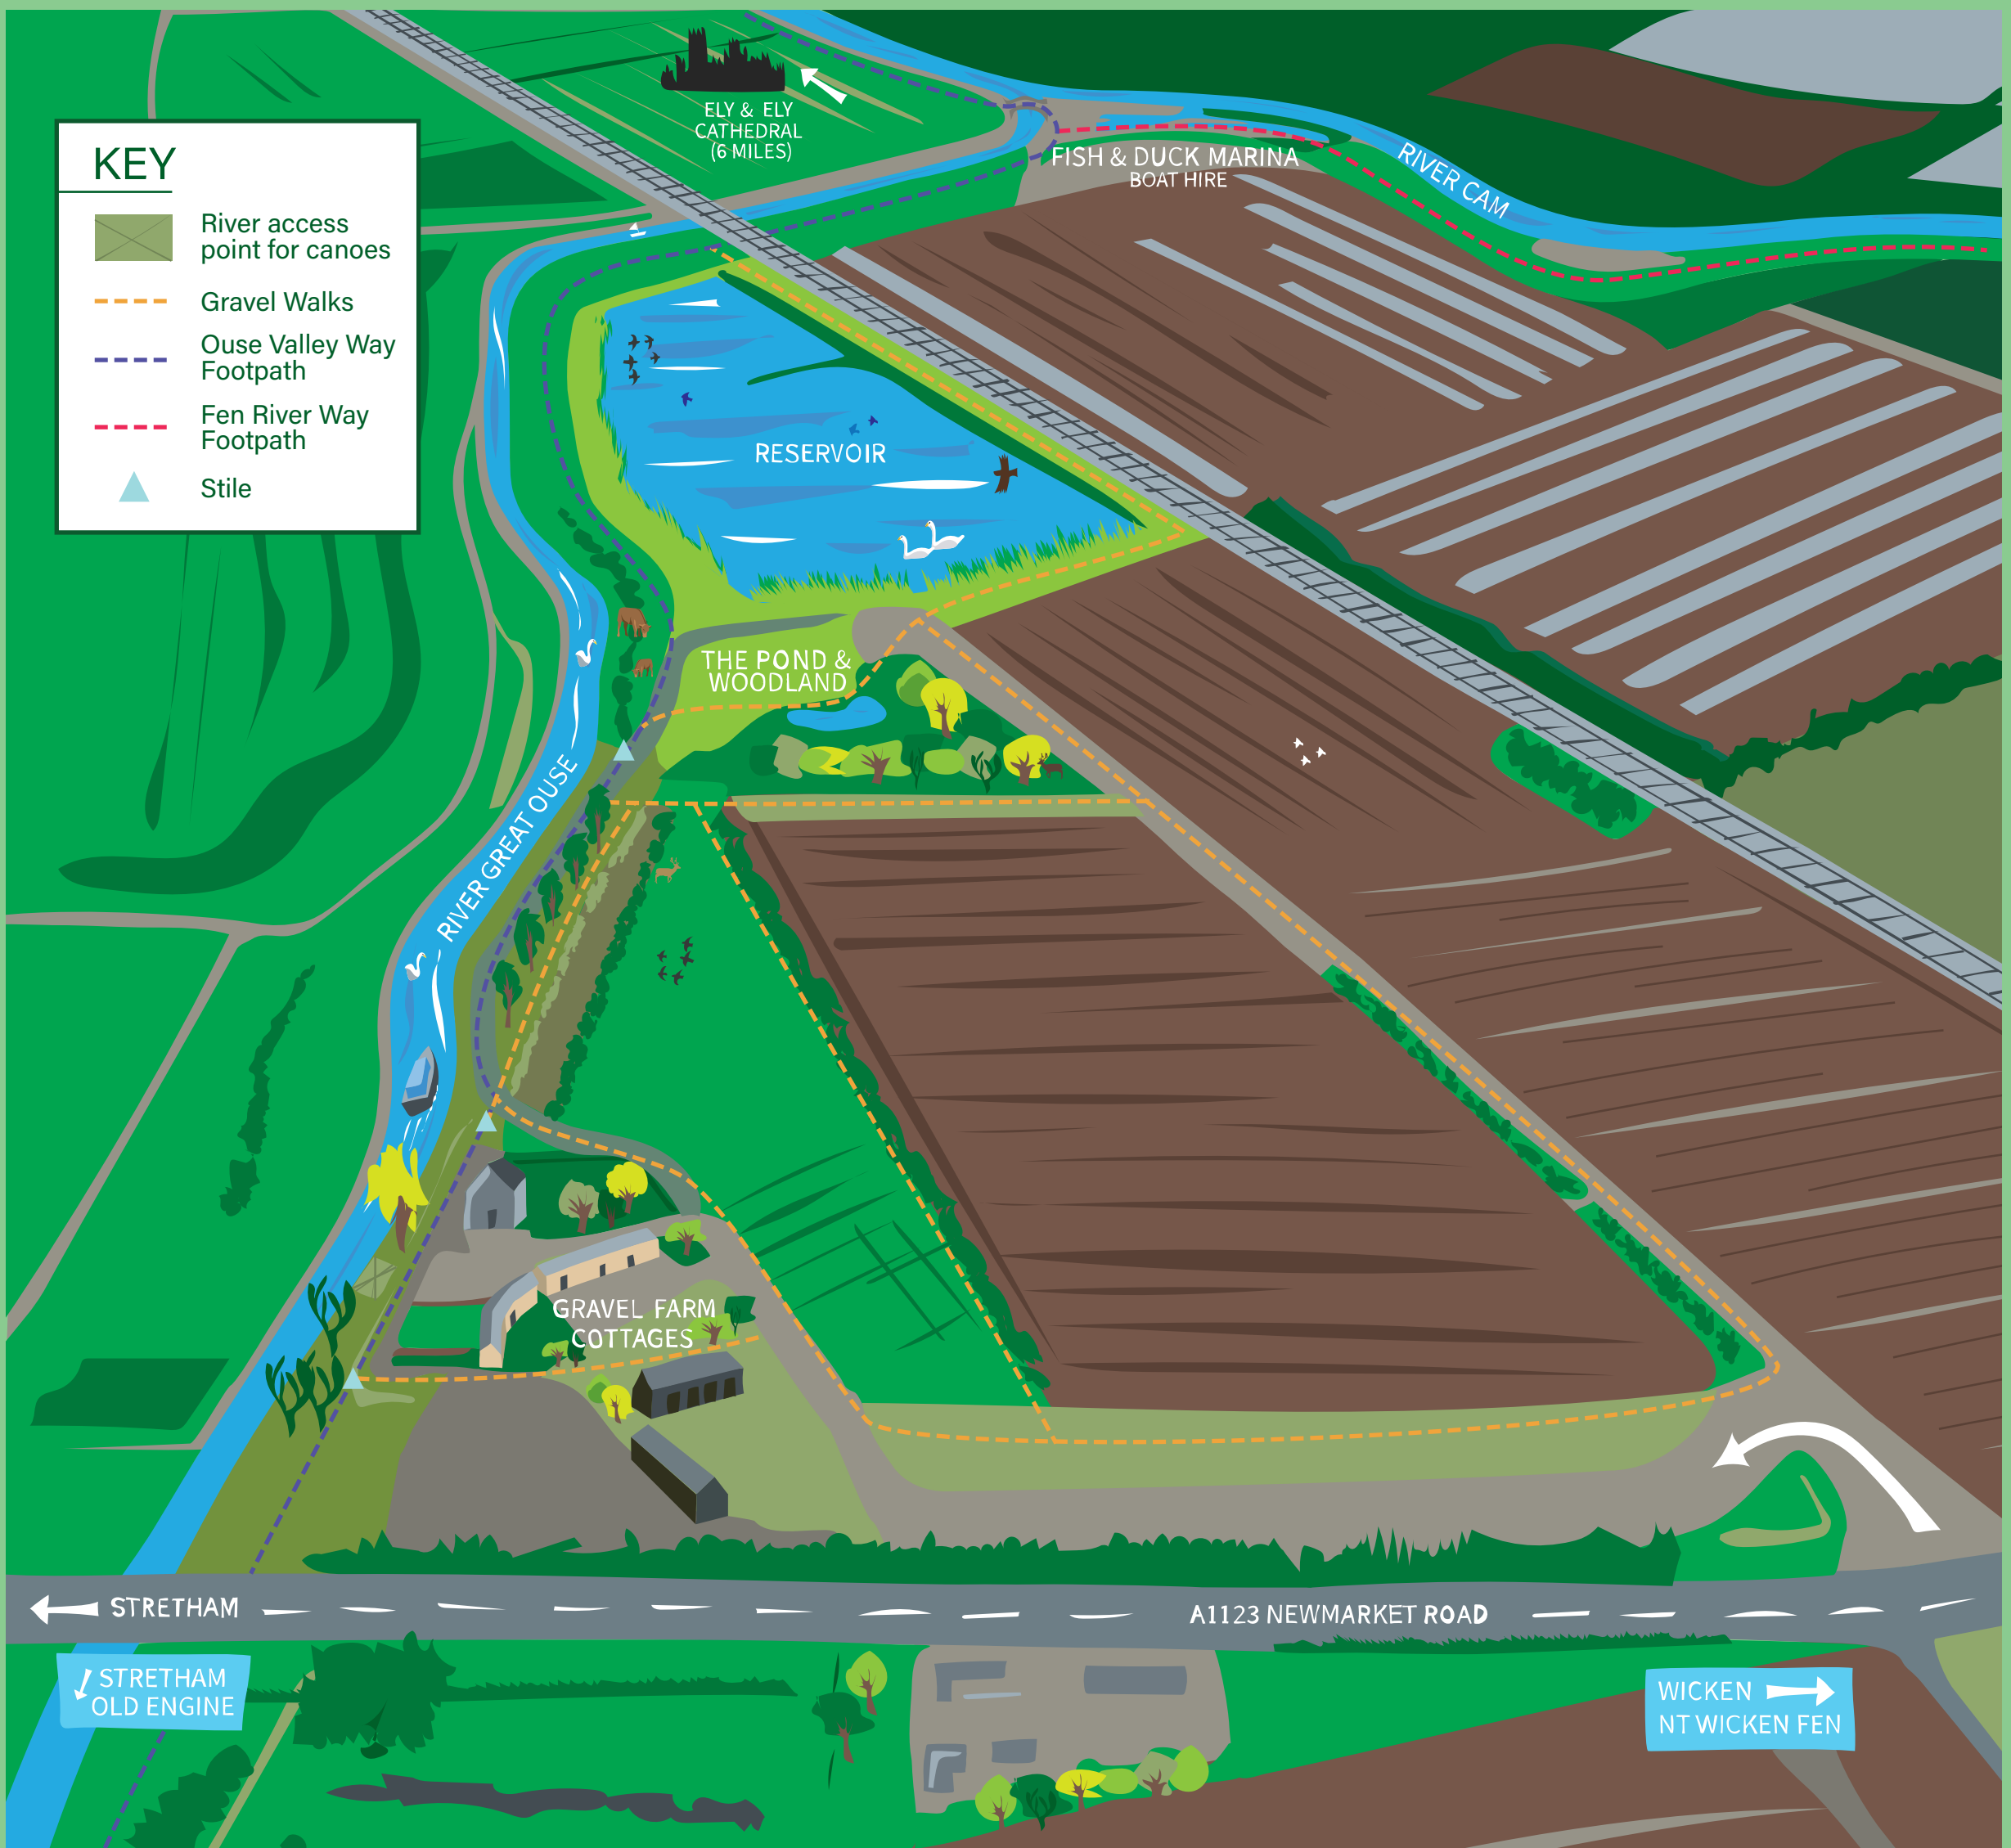 ELY & ELY
CATHEDRAL
(6 MILES)
FISH & DUCK MARINA
BOAT HIRE
RIVER CAM
KEY
River access
point for canoes
Gravel Walks
Ouse Valley Way
Footpath
Fen River Way
Footpath
Stile
RESERVOIR
THE POND &
WOODLAND
RIVER GREAT OUSE
GRAVEL FARM
COTTAGES
STRETHAM
A1123 NEWMARKET ROAD
STRETHAM
OLD ENGINE
WICKEN
NT WICKEN FEN